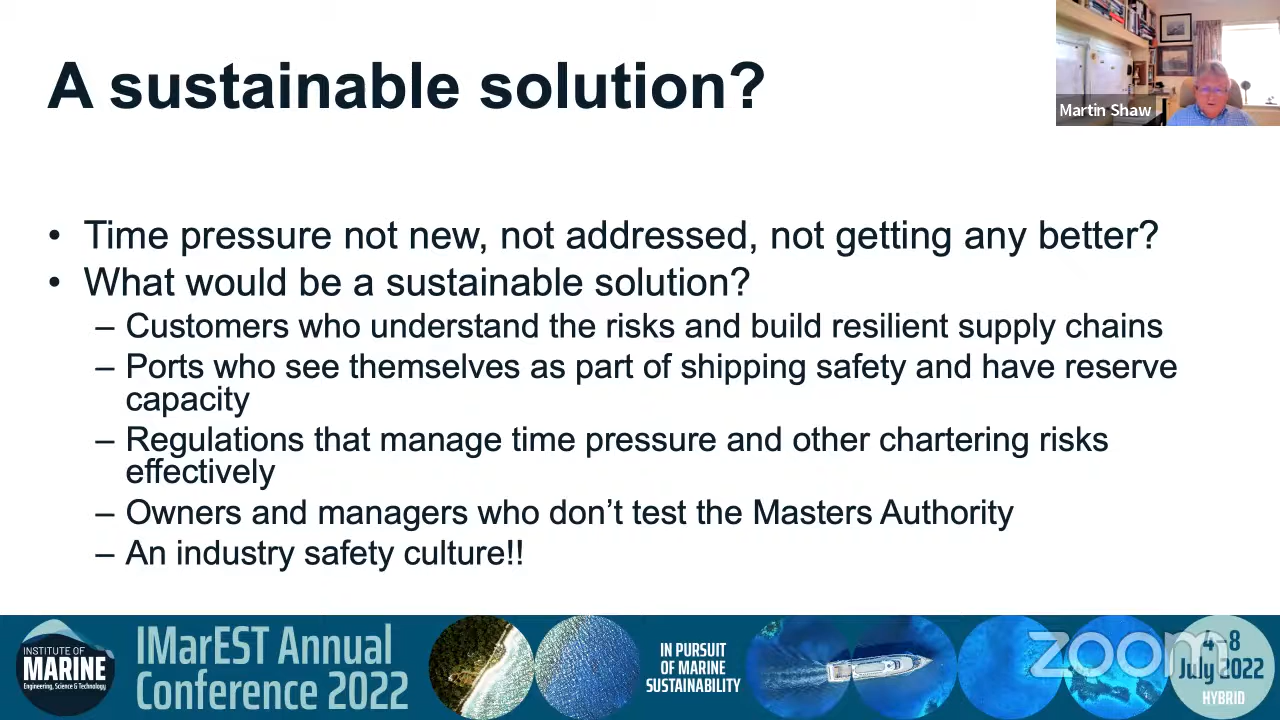 A sustainable solution?
Martin Shaw
• Time pressure not new, not addressed, not getting any better?
• What would be a sustainable solution?
– Customers who understand the risks and build resilient supply chains
– Ports who see themselves as part of shipping safety and have reserve
capacity
– Regulations that manage time pressure and other chartering risks
effectively
– Owners and managers who don’t test the Masters Authority
– An industry safety culture!!
INSTITUTE OF
MARINE
Engineering, Science & Technology
IMarEST Annual
Conference 2022
IN PURSUIT
OF MARINE
SUSTAINABILITY
zoom
4–8
July 2022
HYBRID